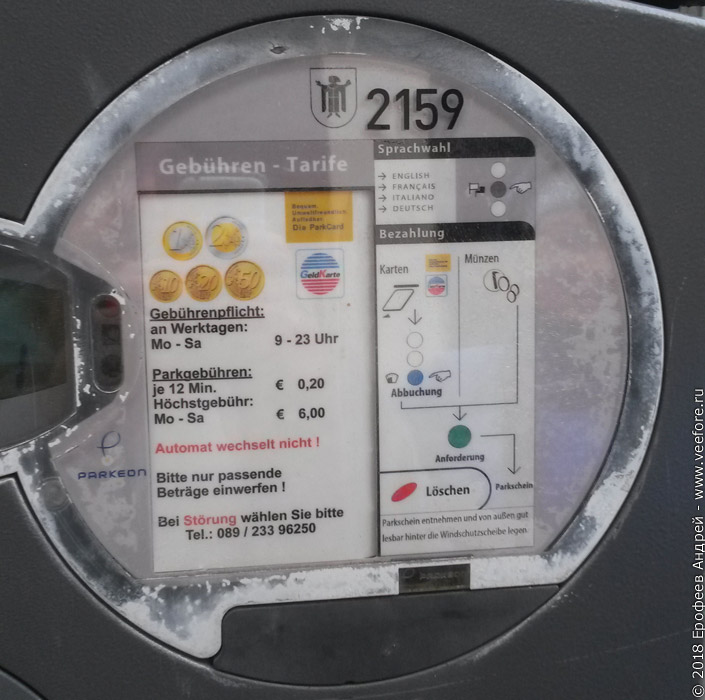 2159
Gebühren - Tarife
Bequem
Umweltfreundlich
Aufladbar
Die ParkCard
GeldKarte
Gebührenpflicht:
an Werktagen:
Mo - Sa 9 - 23 Uhr
Parkgebühren:
je 12 Min. € 0,20
Höchstgebühr:
Mo - Sa € 6,00
Automat wechselt nicht !
Bitte nur passende
Beträge einwerfen !
Bei Störung wählen Sie bitte
Tel.: 089 / 233 96250
Sprachwahl
→ ENGLISH
→ FRANÇAIS
→ ITALIANO
→ DEUTSCH
Bezahlung
Karten
Münzen
Abbuchung
Anforderung
Löschen
Parkschein
Parkschein entnehmen und von außen gut
lesbar hinter die Windschutzscheibe legen.
PARKEON
© 2018 Ерофеев Андрей - www.veefore.ru